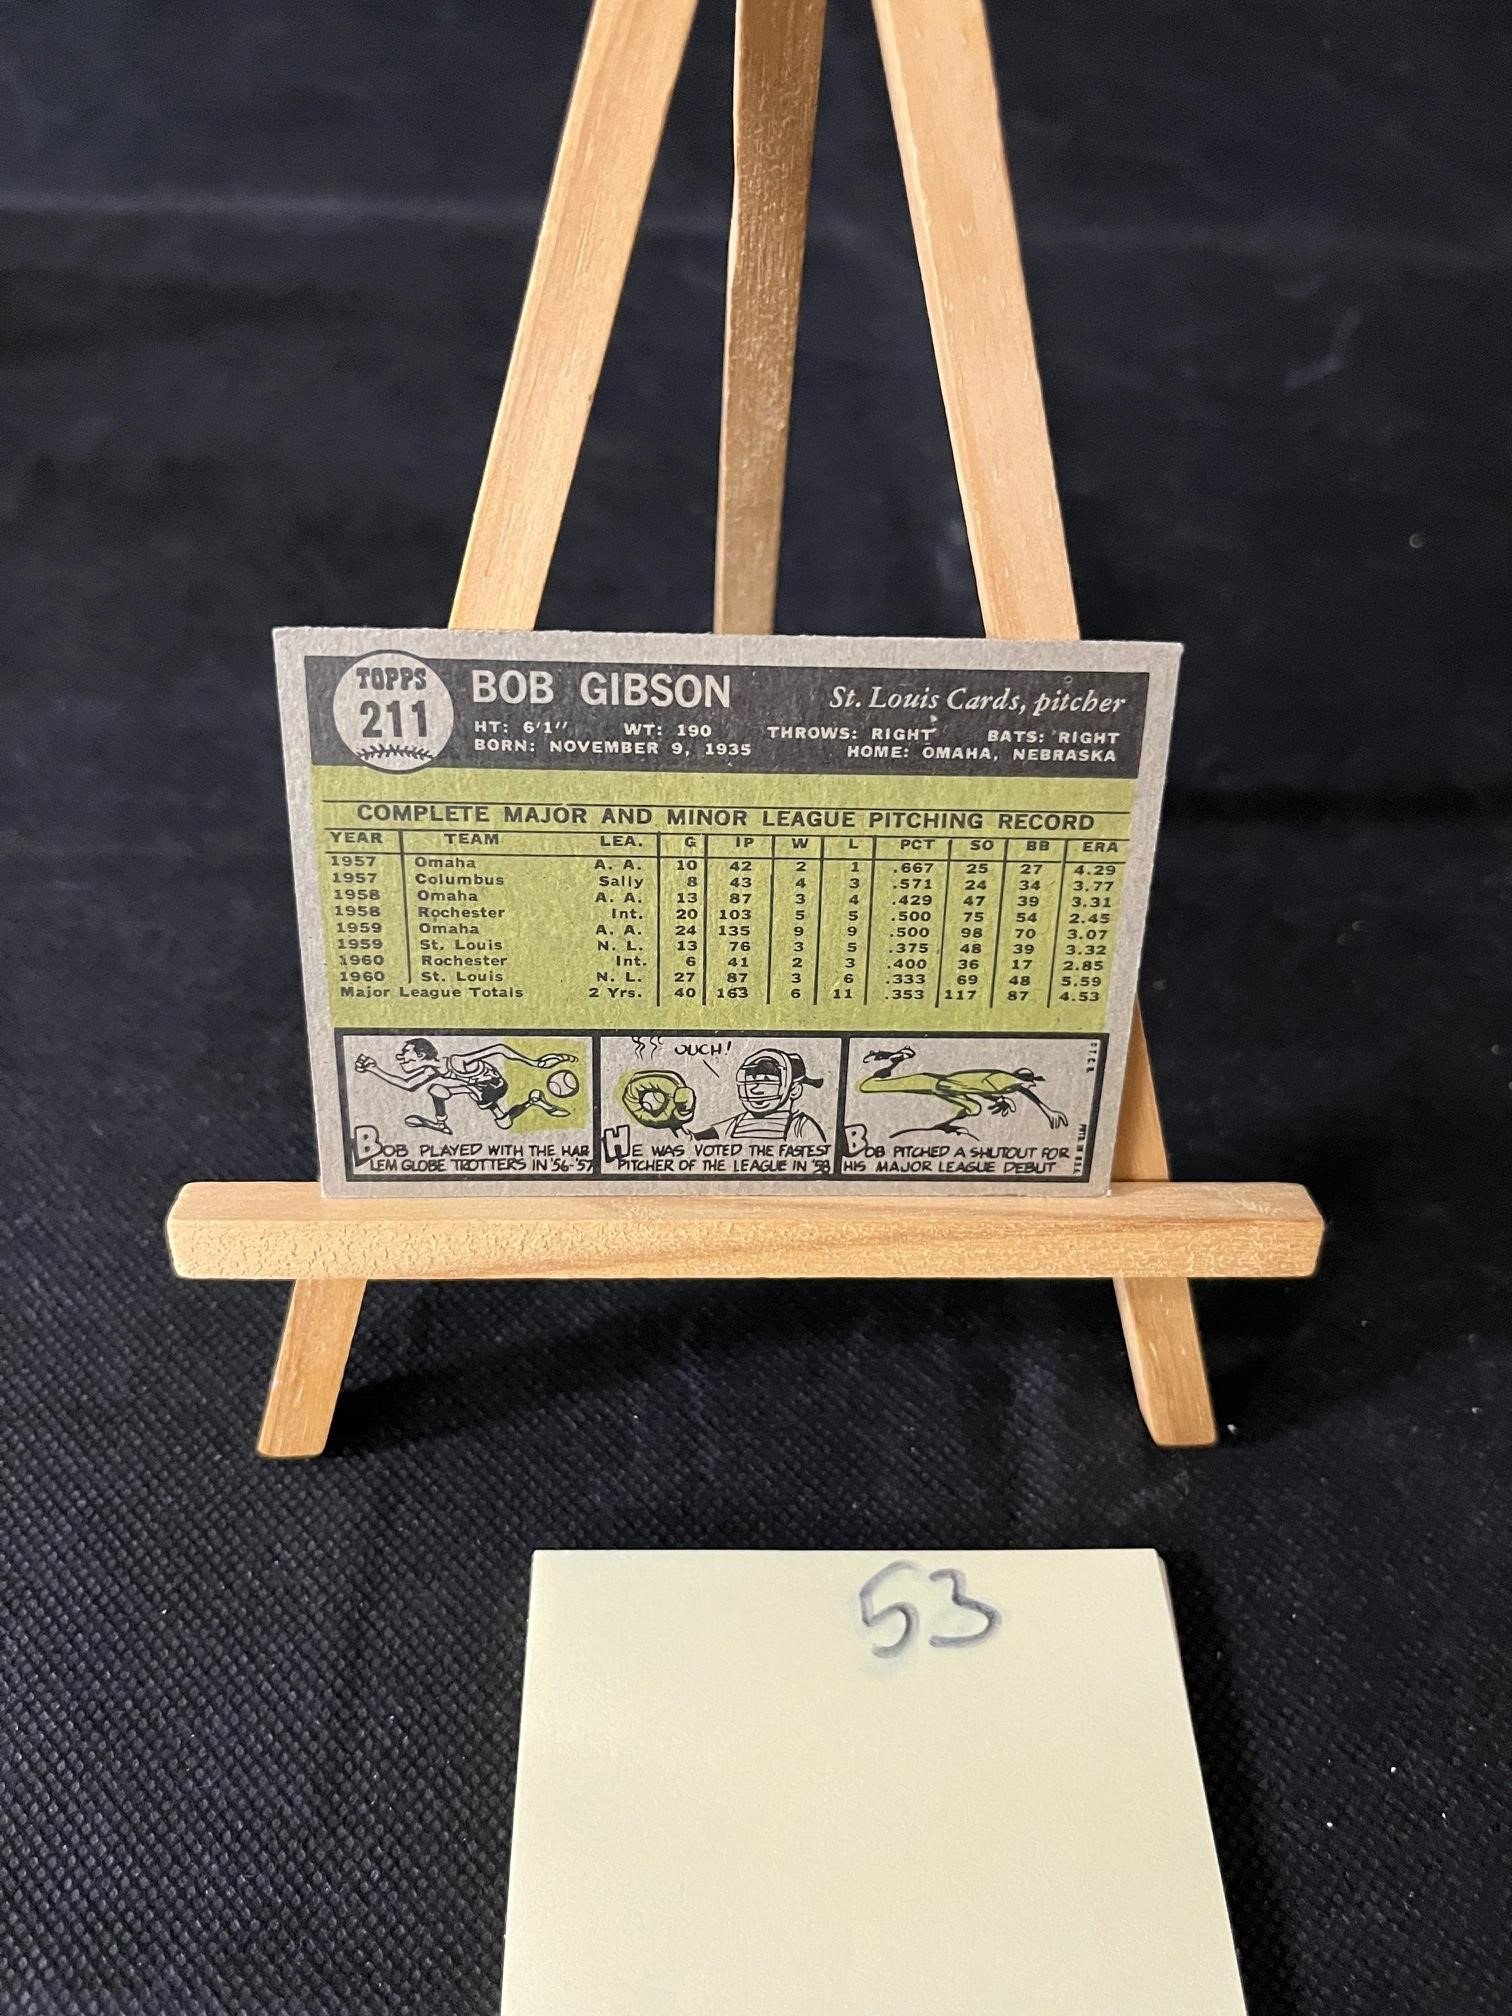 TOPPS
211
BOB GIBSON
St. Louis Cards, pitcher
HT: 6'1" WT: 190 THROWS: RIGHT BATS: RIGHT
BORN: NOVEMBER 9, 1935 HOME: OMAHA, NEBRASKA
COMPLETE MAJOR AND MINOR LEAGUE PITCHING RECORD
YEAR TEAM LEA. G IP W L PCT SO BB ERA
1957 Omaha A. A. 10 42 2 1 .667 25 27 4.29
1957 Columbus Sally 8 43 4 3 .571 24 34 3.77
1958 Omaha A. A. 13 87 3 4 .429 47 39 3.31
1958 Rochester Int. 20 103 5 5 .500 75 54 2.45
1959 Omaha A. A. 24 135 9 9 .500 98 70 3.07
1959 St. Louis N. L. 13 76 3 5 .375 48 39 3.32
1960 Rochester Int. 6 41 2 3 .400 36 17 2.85
1960 St. Louis N. L. 27 87 3 6 .333 69 48 5.59
Major League Totals 2 Yrs. 40 163 6 11 .353 117 87 4.53
BOB PLAYED WITH THE HAR
LEM GLOBE TROTTERS IN '56-'57
OUCH!
HE WAS VOTED THE FASTEST
PITCHER OF THE LEAGUE IN '58
BOB PITCHED A SHUTOUT FOR
HIS MAJOR LEAGUE DEBUT
53